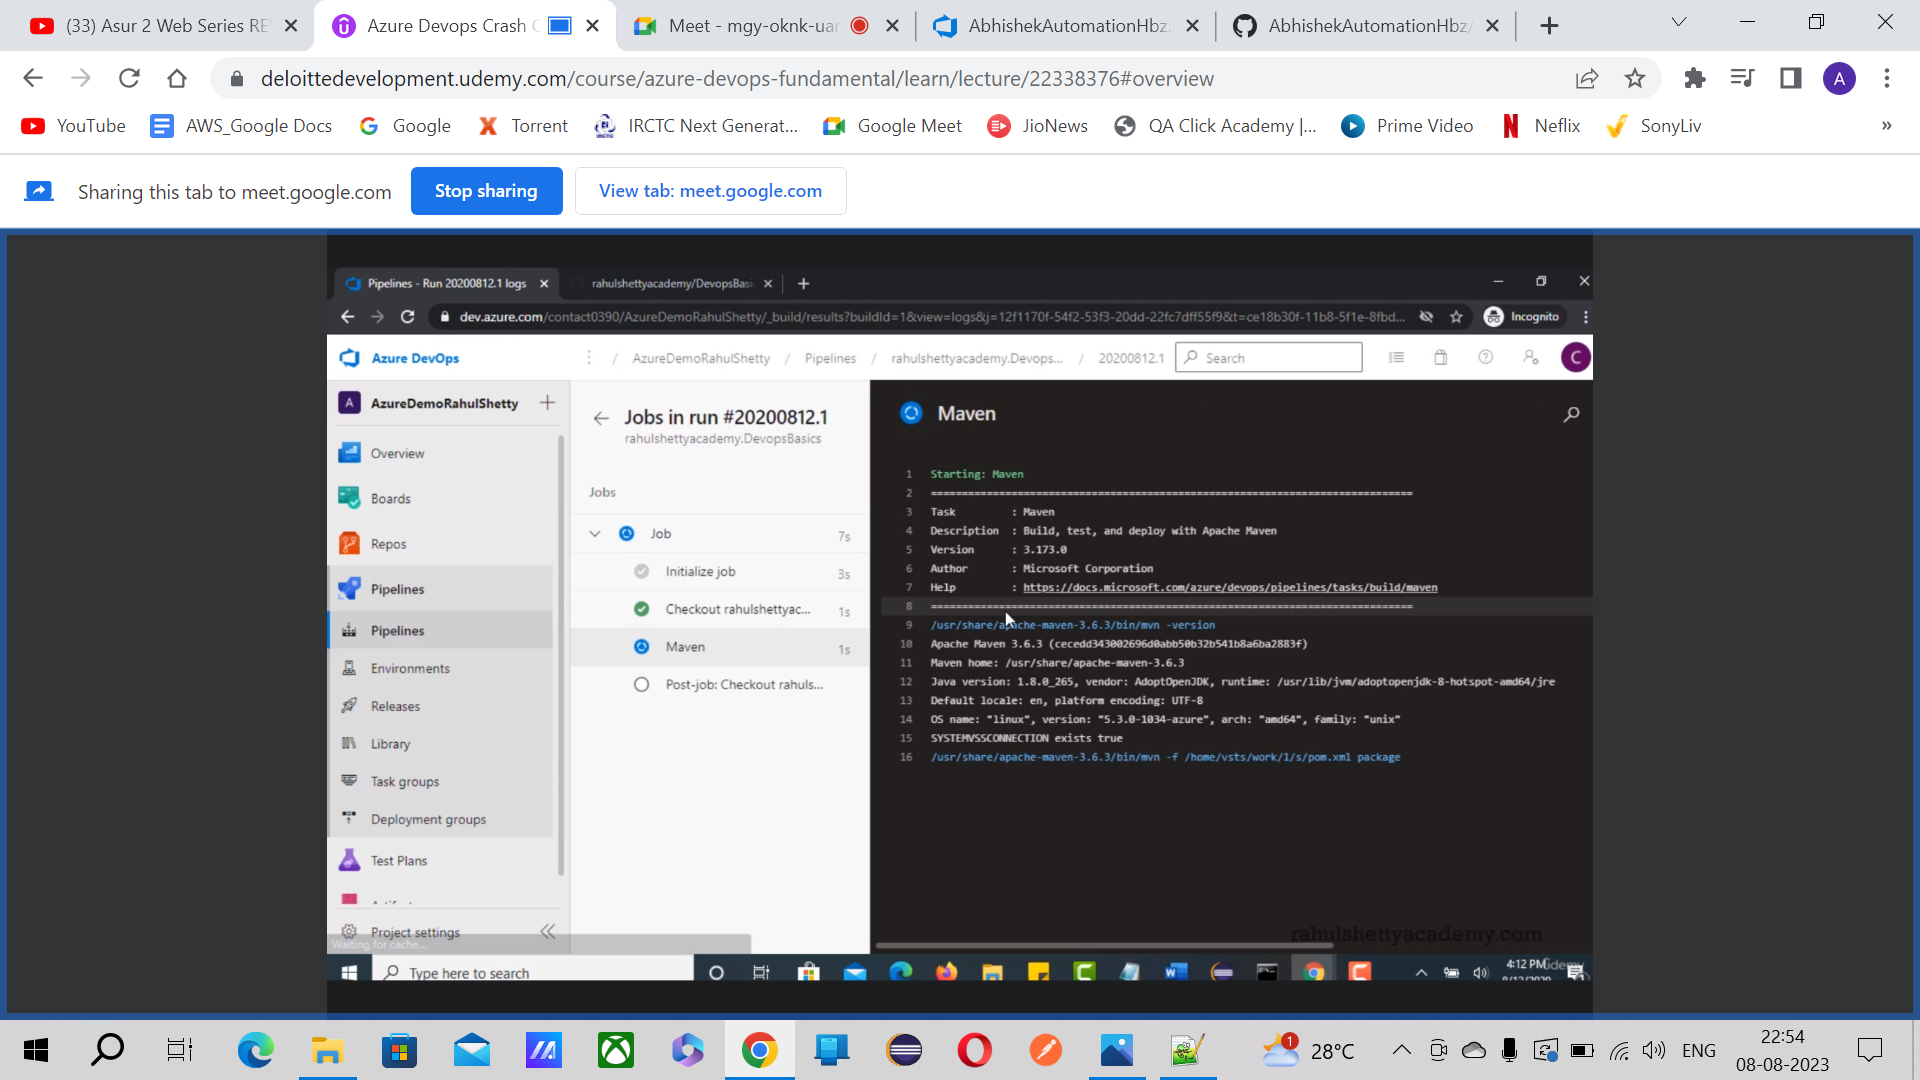 (33) Asur 2 Web Series RE
Azure Devops Crash C
Meet - mgy-oknk-uar
AbhishekAutomationHbz
AbhishekAutomationHbz/
deloittedevelopment.udemy.com/course/azure-devops-fundamental/learn/lecture/22338376#overview
A
YouTube
AWS_Google Docs
Google
Torrent
IRCTC Next Generat...
Google Meet
JioNews
QA Click Academy |...
Prime Video
Neflix
SonyLiv
»
Sharing this tab to meet.google.com
Stop sharing
View tab: meet.google.com
Pipelines - Run 20200812.1 logs
rahulshettyacademy/DevopsBasi
dev.azure.com/contact0390/AzureDemoRahulShetty/_build/results?buildId=1&view=logs&j=12f1170f-54f2-53f3-20dd-22fc7dff55f9&t=ce18b30f-11b8-5f1e-8fbd...
Incognito
Azure DevOps
/ AzureDemoRahulShetty / Pipelines / rahulshettyacademy.Devops... / 20200812.1
Search
C
A AzureDemoRahulShetty
Overview
Boards
Repos
Pipelines
Pipelines
Environments
Releases
Library
Task groups
Deployment groups
Test Plans
Project settings
Waiting for cache...
Jobs in run #20200812.1
rahulshettyacademy.DevopsBasics
Jobs
Job 7s
Initialize job 3s
Checkout rahulshettyac... 1s
Maven 1s
Post-job: Checkout rahuls...
Maven
1 Starting: Maven
2 ==============================================================================
3 Task : Maven
4 Description : Build, test, and deploy with Apache Maven
5 Version : 3.173.0
6 Author : Microsoft Corporation
7 Help : https://docs.microsoft.com/azure/devops/pipelines/tasks/build/maven
8 ==============================================================================
9 /usr/share/apache-maven-3.6.3/bin/mvn -version
10 Apache Maven 3.6.3 (cecedd343002696d0abb50b32b541b8a6ba2883f)
11 Maven home: /usr/share/apache-maven-3.6.3
12 Java version: 1.8.0_265, vendor: AdoptOpenJDK, runtime: /usr/lib/jvm/adoptopenjdk-8-hotspot-amd64/jre
13 Default locale: en, platform encoding: UTF-8
14 OS name: "linux", version: "5.3.0-1034-azure", arch: "amd64", family: "unix"
15 SYSTEMVSSCONNECTION exists true
16 /usr/share/apache-maven-3.6.3/bin/mvn -f /home/vsts/work/1/s/pom.xml package
rahulshettyacademy.com
Type here to search
4:12 PM
Udemy
1
28°C
ENG
22:54
08-08-2023